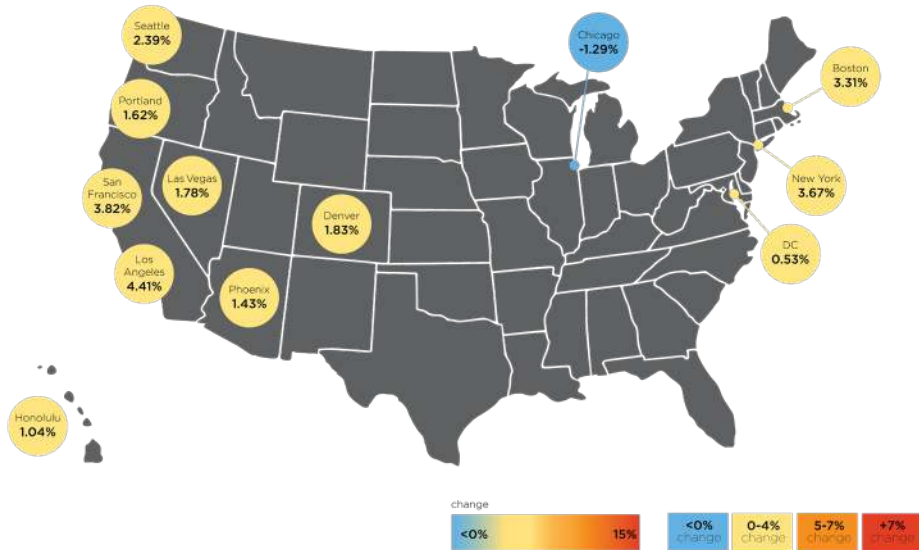 Seattle
2.39%
Chicago
-1.29%
Boston
3.31%
Portland
1.62%
San
Francisco
3.82%
Las Vegas
1.78%
New York
3.67%
Denver
1.83%
DC
0.53%
Los
Angeles
4.41%
Phoenix
1.43%
Honolulu
1.04%
change
<0%
15%
<0%
change
0-4%
change
5-7%
change
+7%
change